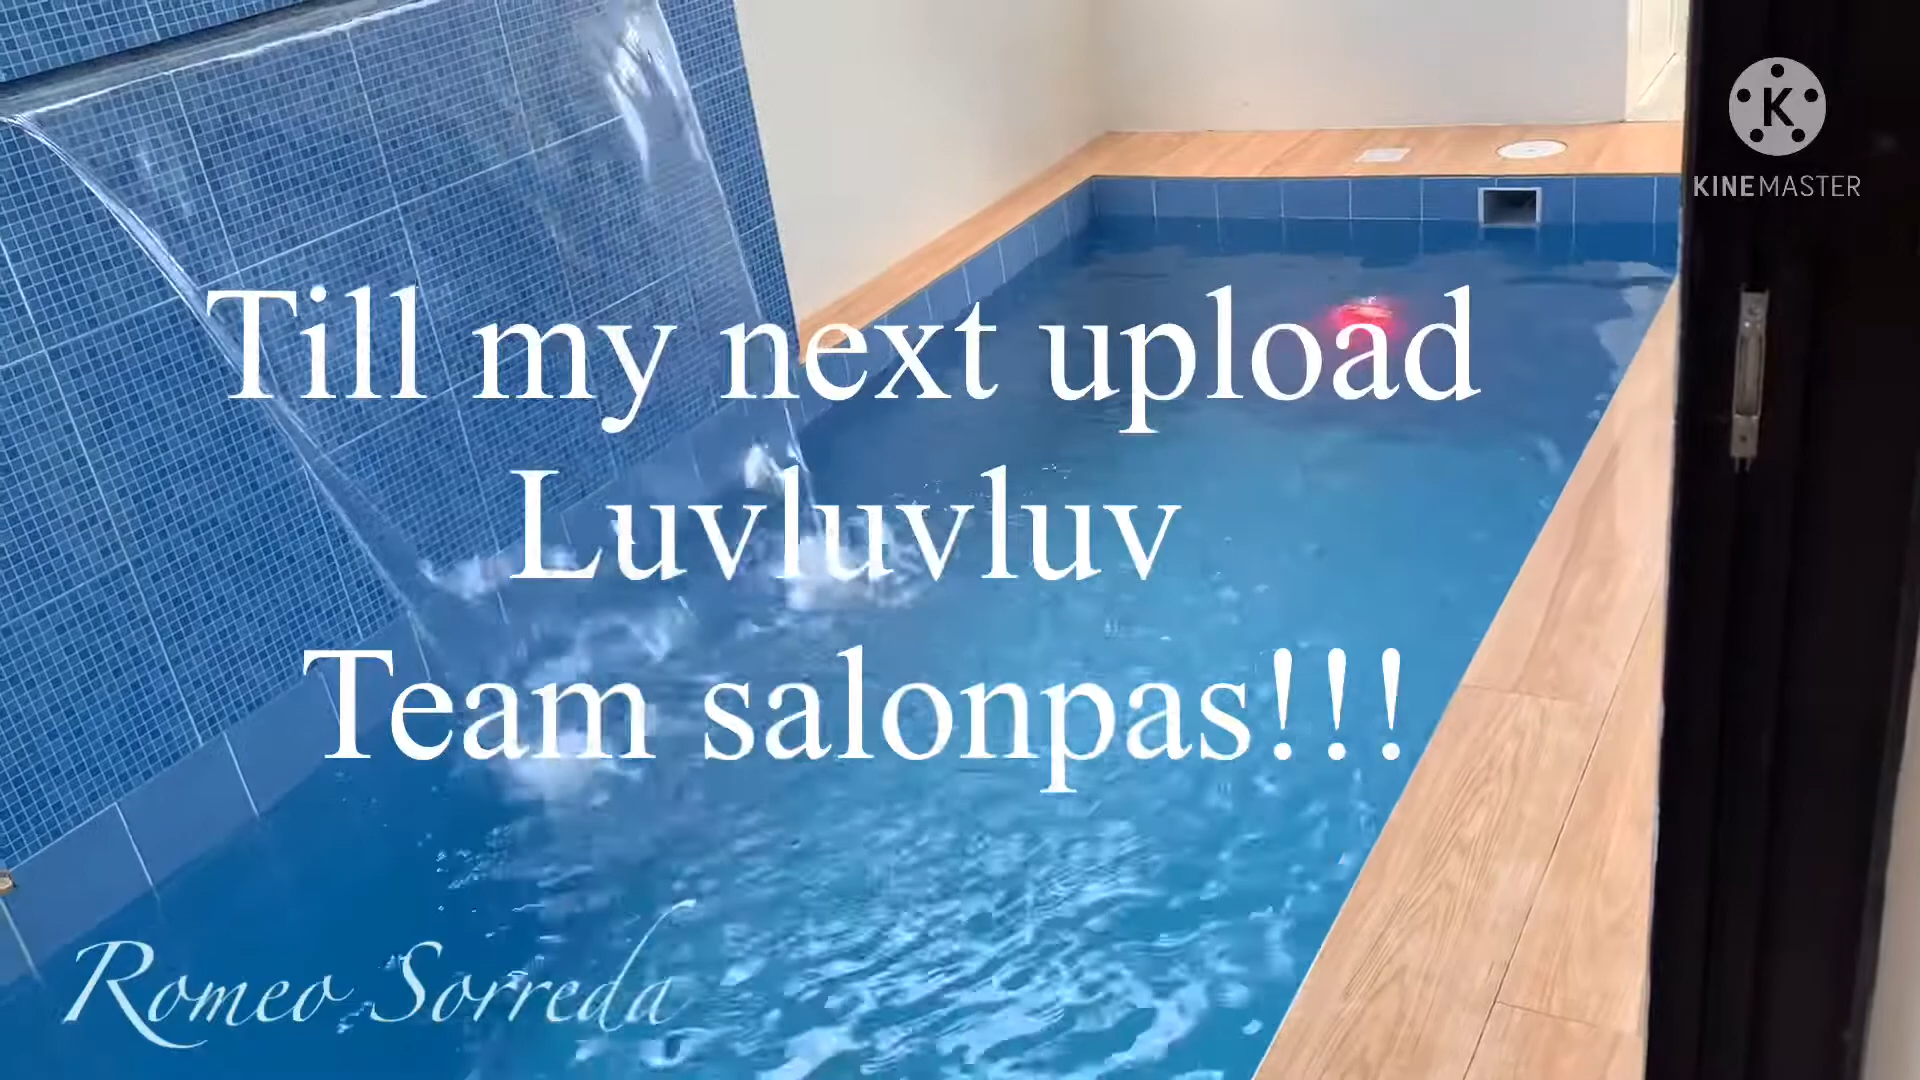 K
KINEMASTER
Till my next upload
Luvluvluv
Team salonpas!!!
Romeo Sorreda